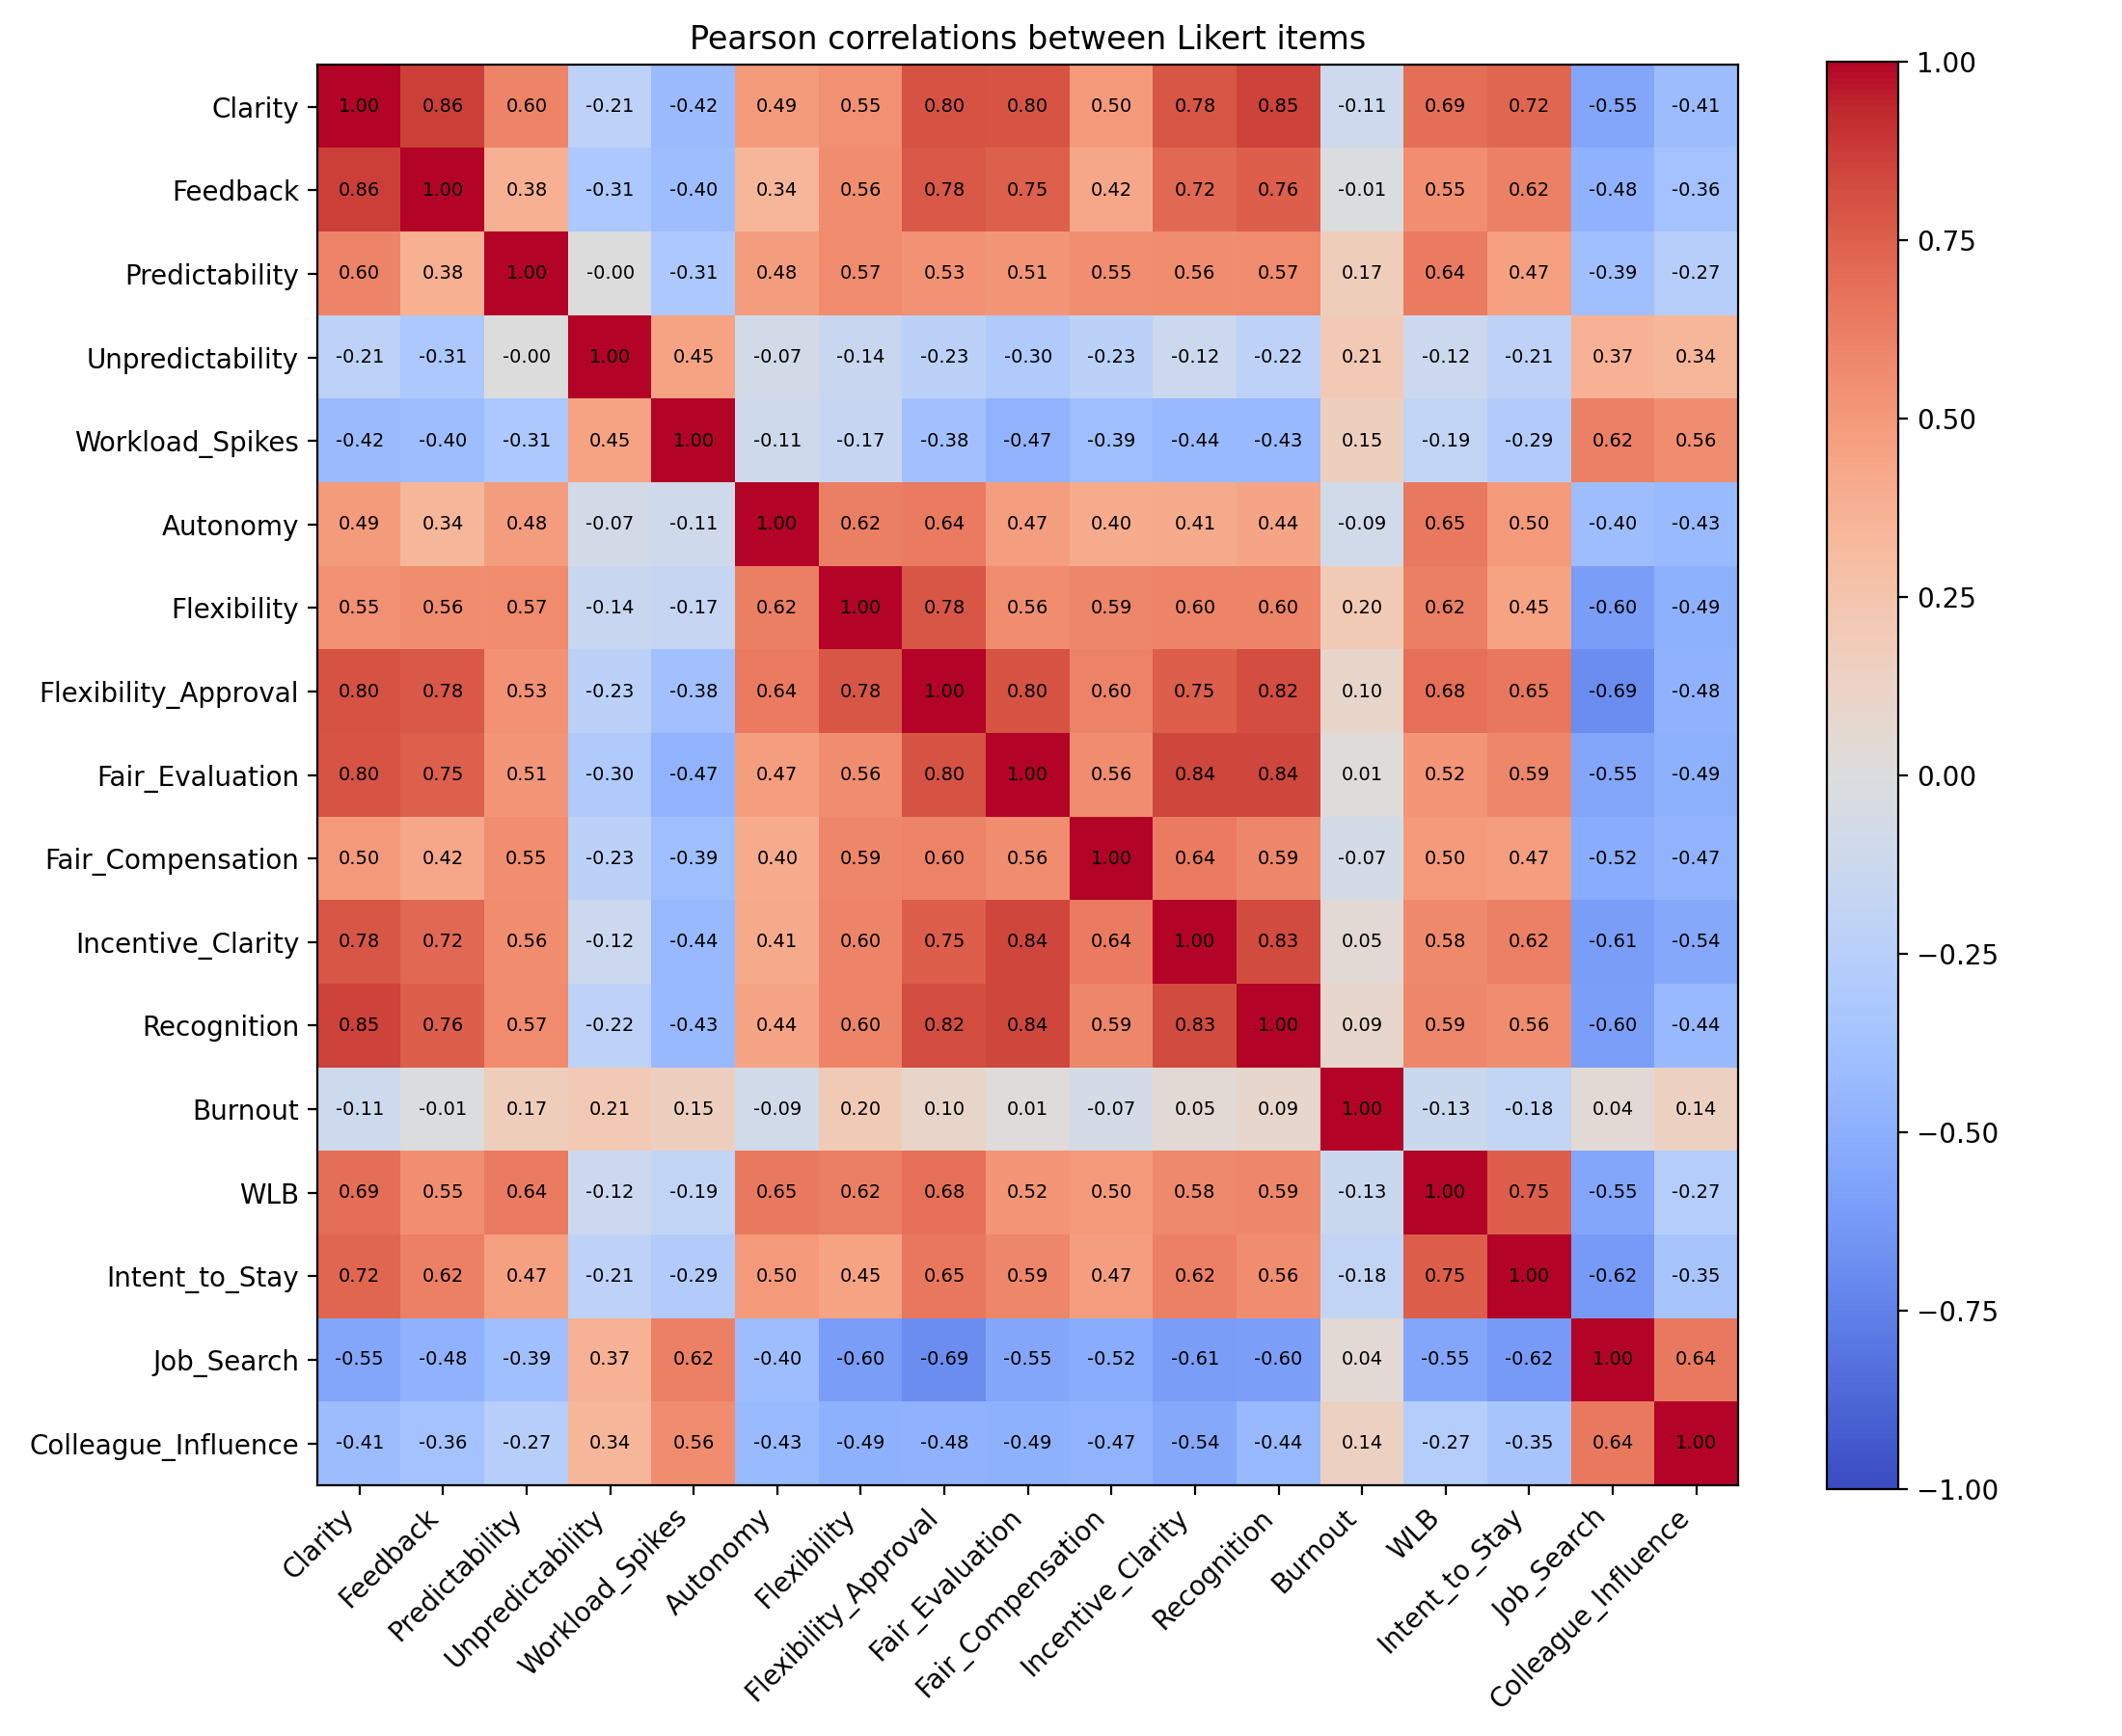 Pearson correlations between Likert items
Clarity 1.00 0.86 0.60 -0.21 -0.42 0.49 0.55 0.80 0.80 0.50 0.78 0.85 -0.11 0.69 0.72 -0.55 -0.41
Feedback 0.86 1.00 0.38 -0.31 -0.40 0.34 0.56 0.78 0.75 0.42 0.72 0.76 -0.01 0.55 0.62 -0.48 -0.36
Predictability 0.60 0.38 1.00 -0.00 -0.31 0.48 0.57 0.53 0.51 0.55 0.56 0.57 0.17 0.64 0.47 -0.39 -0.27
Unpredictability -0.21 -0.31 -0.00 1.00 0.45 -0.07 -0.14 -0.23 -0.30 -0.23 -0.12 -0.22 0.21 -0.12 -0.21 0.37 0.34
Workload_Spikes -0.42 -0.40 -0.31 0.45 1.00 -0.11 -0.17 -0.38 -0.47 -0.39 -0.44 -0.43 0.15 -0.19 -0.29 0.62 0.56
Autonomy 0.49 0.34 0.48 -0.07 -0.11 1.00 0.62 0.64 0.47 0.40 0.41 0.44 -0.09 0.65 0.50 -0.40 -0.43
Flexibility 0.55 0.56 0.57 -0.14 -0.17 0.62 1.00 0.78 0.56 0.59 0.60 0.60 0.20 0.62 0.45 -0.60 -0.49
Flexibility_Approval 0.80 0.78 0.53 -0.23 -0.38 0.64 0.78 1.00 0.80 0.60 0.75 0.82 0.10 0.68 0.65 -0.69 -0.48
Fair_Evaluation 0.80 0.75 0.51 -0.30 -0.47 0.47 0.56 0.80 1.00 0.56 0.84 0.84 0.01 0.52 0.59 -0.55 -0.49
Fair_Compensation 0.50 0.42 0.55 -0.23 -0.39 0.40 0.59 0.60 0.56 1.00 0.64 0.59 -0.07 0.50 0.47 -0.52 -0.47
Incentive_Clarity 0.78 0.72 0.56 -0.12 -0.44 0.41 0.60 0.75 0.84 0.64 1.00 0.83 0.05 0.58 0.62 -0.61 -0.54
Recognition 0.85 0.76 0.57 -0.22 -0.43 0.44 0.60 0.82 0.84 0.59 0.83 1.00 0.09 0.59 0.56 -0.60 -0.44
Burnout -0.11 -0.01 0.17 0.21 0.15 -0.09 0.20 0.10 0.01 -0.07 0.05 0.09 1.00 -0.13 -0.18 0.04 0.14
WLB 0.69 0.55 0.64 -0.12 -0.19 0.65 0.62 0.68 0.52 0.50 0.58 0.59 -0.13 1.00 0.75 -0.55 -0.27
Intent_to_Stay 0.72 0.62 0.47 -0.21 -0.29 0.50 0.45 0.65 0.59 0.47 0.62 0.56 -0.18 0.75 1.00 -0.62 -0.35
Job_Search -0.55 -0.48 -0.39 0.37 0.62 -0.40 -0.60 -0.69 -0.55 -0.52 -0.61 -0.60 0.04 -0.55 -0.62 1.00 0.64
Colleague_Influence -0.41 -0.36 -0.27 0.34 0.56 -0.43 -0.49 -0.48 -0.49 -0.47 -0.54 -0.44 0.14 -0.27 -0.35 0.64 1.00
Clarity
Feedback
Predictability
Unpredictability
Workload_Spikes
Autonomy
Flexibility
Flexibility_Approval
Fair_Evaluation
Fair_Compensation
Incentive_Clarity
Recognition
Burnout
WLB
Intent_to_Stay
Job_Search
Colleague_Influence
1.00
0.75
0.50
0.25
0.00
−0.25
−0.50
−0.75
−1.00